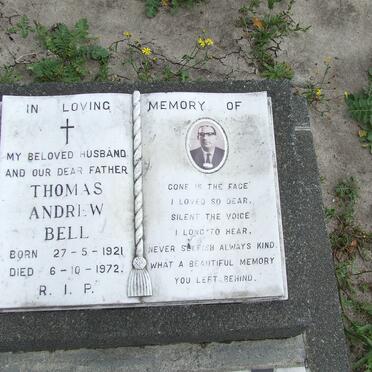 IN LOVING MEMORY OF
MY BELOVED HUSBAND
AND OUR DEAR FATHER
THOMAS
ANDREW
BELL
BORN 27-5-1921
DIED 6-10-1972.
R. I. P.
GONE IS THE FACE
I LOVED SO DEAR,
SILENT THE VOICE
I LONG TO HEAR,
NEVER SELFISH ALWAYS KIND
WHAT A BEAUTIFUL MEMORY
YOU LEFT BEHIND.